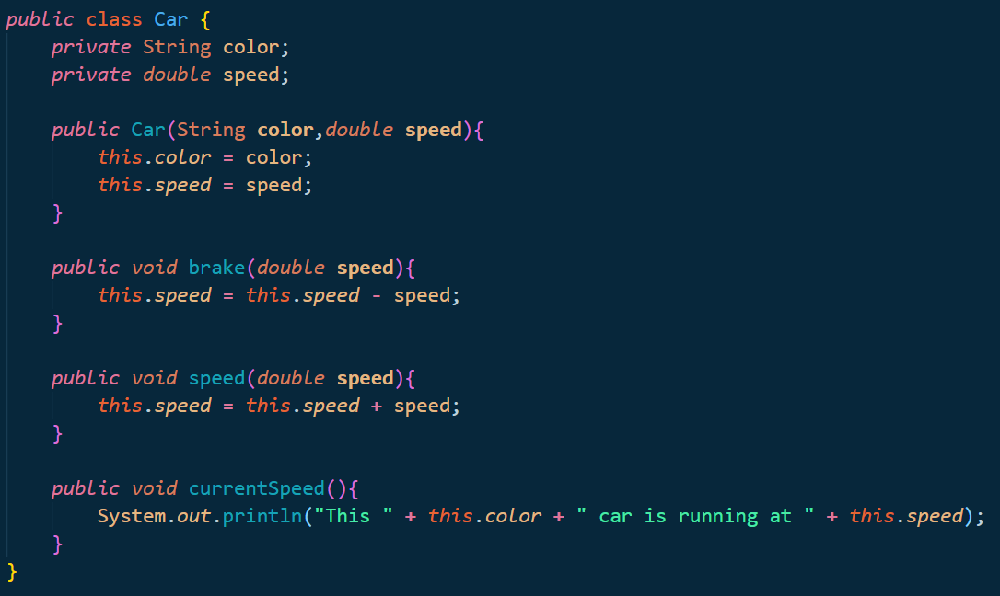 public class Car {
    private String color;
    private double speed;

    public Car(String color,double speed){
        this.color = color;
        this.speed = speed;
    }

    public void brake(double speed){
        this.speed = this.speed - speed;
    }

    public void speed(double speed){
        this.speed = this.speed + speed;
    }

    public void currentSpeed(){
        System.out.println("This " + this.color + " car is running at " + this.speed);
    }
}